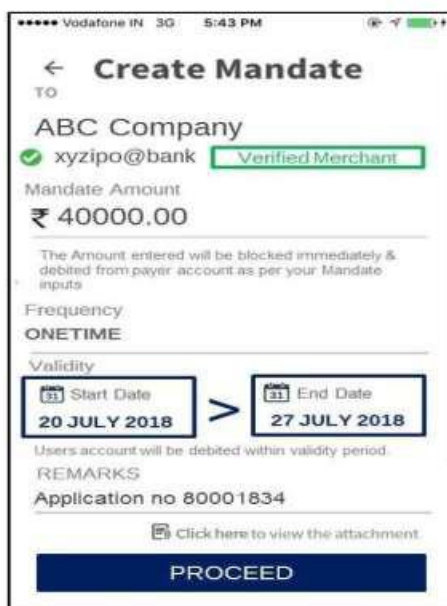 Vodafone IN 3G 5:43 PM
← Create Mandate
TO
ABC Company
xyzipo@bank Verified Merchant
Mandate Amount
₹ 40000.00
The Amount entered will be blocked immediately &
debited from payer account as per your Mandate
inputs
Frequency
ONETIME
Validity
31 Start Date 31 End Date
20 JULY 2018 > 27 JULY 2018
Users account will be debited within validity period.
REMARKS
Application no 80001834
Click here to view the attachment
PROCEED